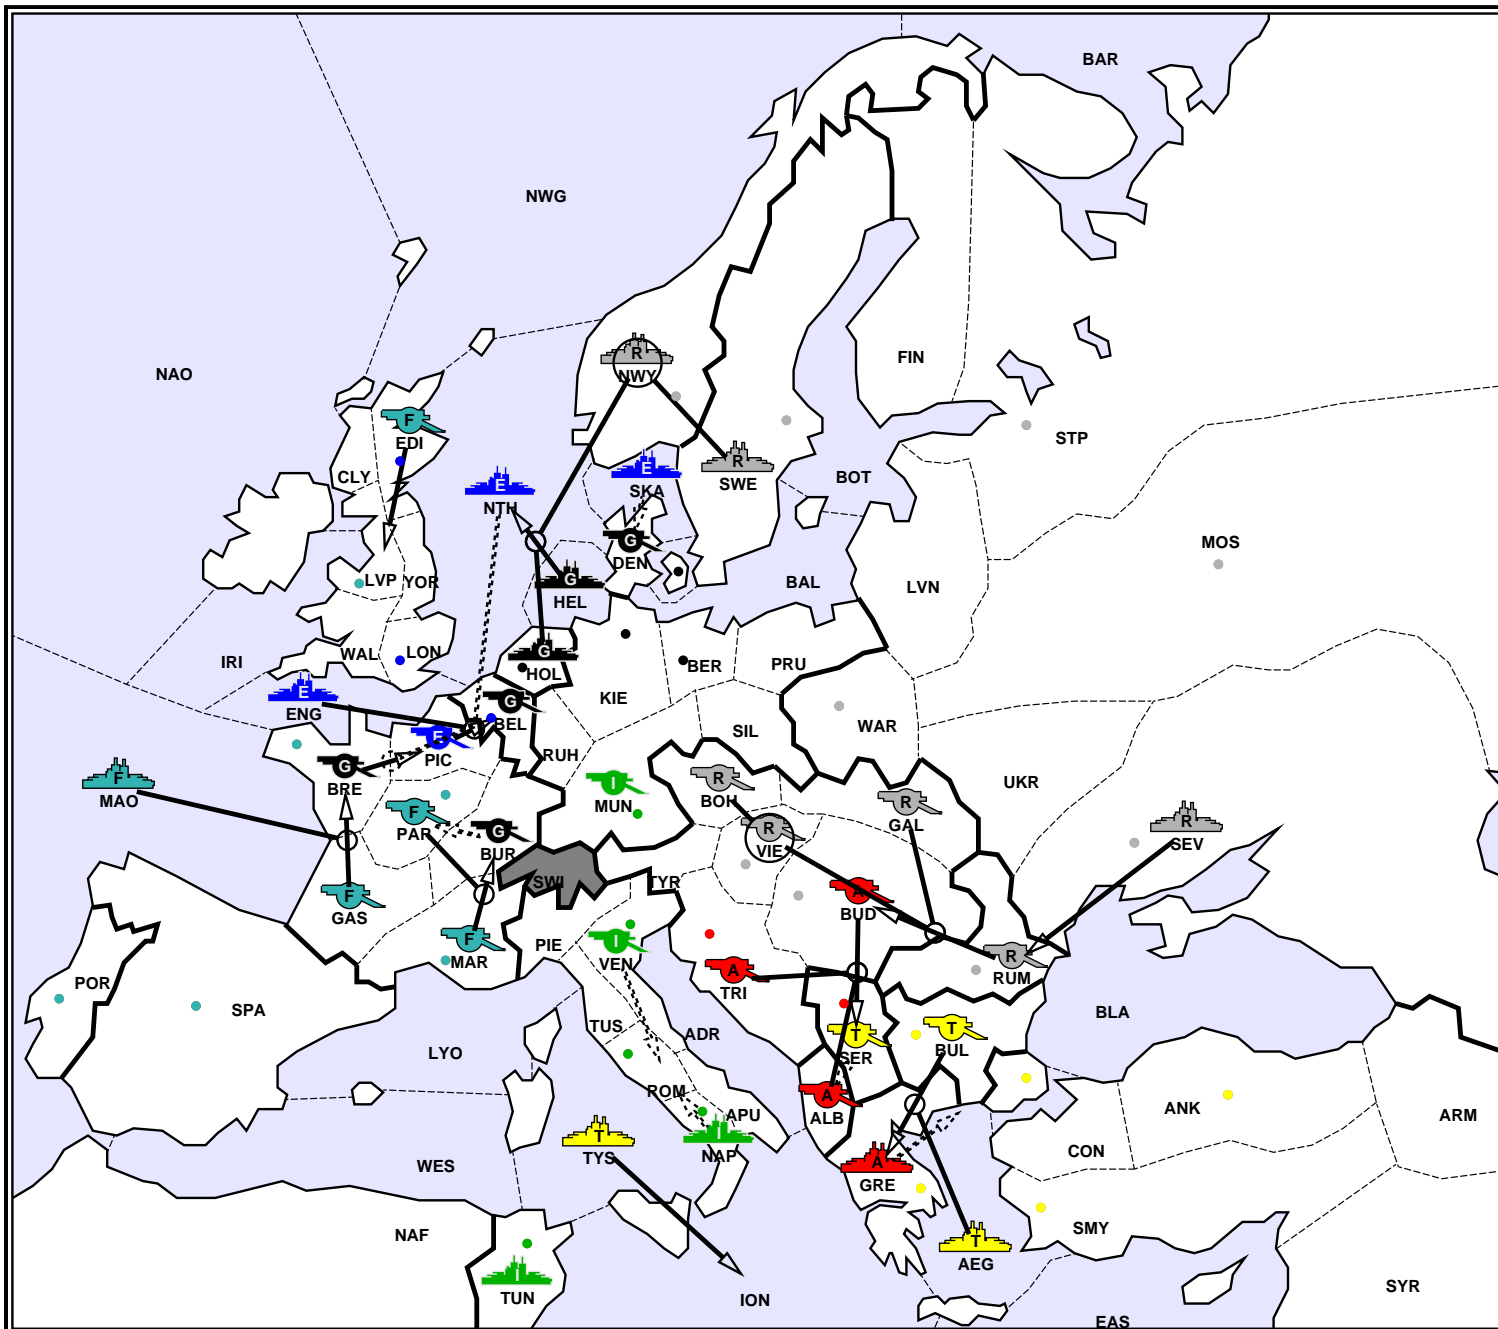 BAR
NWG
NAO
R
NWY
FIN
F
EDI
STP
CLY
E
NTH
E
SKA
R
SWE
BOT
G
DEN
MOS
LVP
YOR
G
HEL
BAL
LVN
IRI
WAL
LON
G
HOL
BER
PRU
E
ENG
G
BEL
KIE
WAR
SIL
E
PIC
RUH
UKR
F
MAO
G
BRE
I
MUN
R
BOH
R
GAL
F
PAR
G
BUR
R
VIE
R
SEV
SWI
TYR
A
BUD
F
GAS
F
MAR
PIE
I
VEN
R
RUM
POR
SPA
A
TRI
BLA
TUS
ADR
T
SER
T
BUL
LYO
ROM
APU
A
ALB
ANK
ARM
T
TYS
I
NAP
CON
WES
A
GRE
NAF
SMY
T
AEG
I
TUN
ION
SYR
EAS